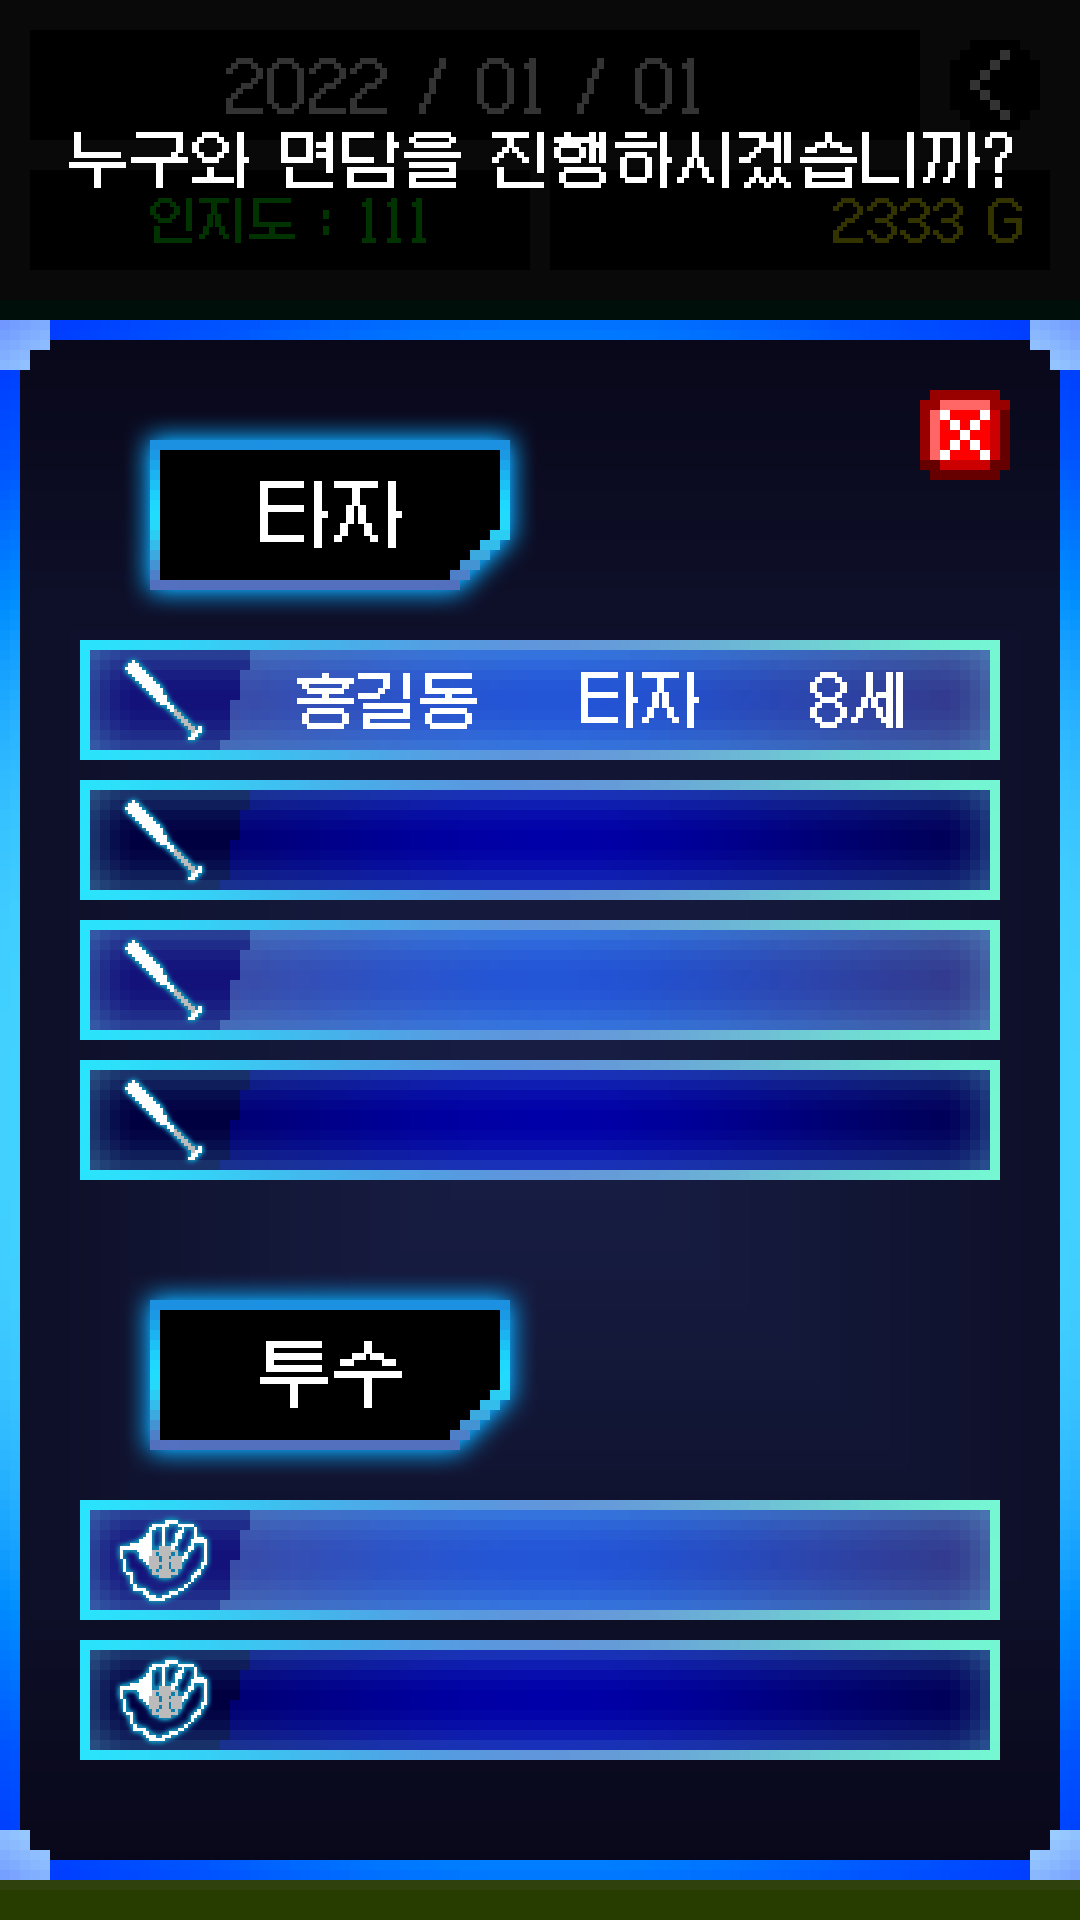 2022 / 01 / 01
누구와 면담을 진행하시겠습니까?
인지도 : 111
2333 G
타자
홍길동 타자 8세
투수